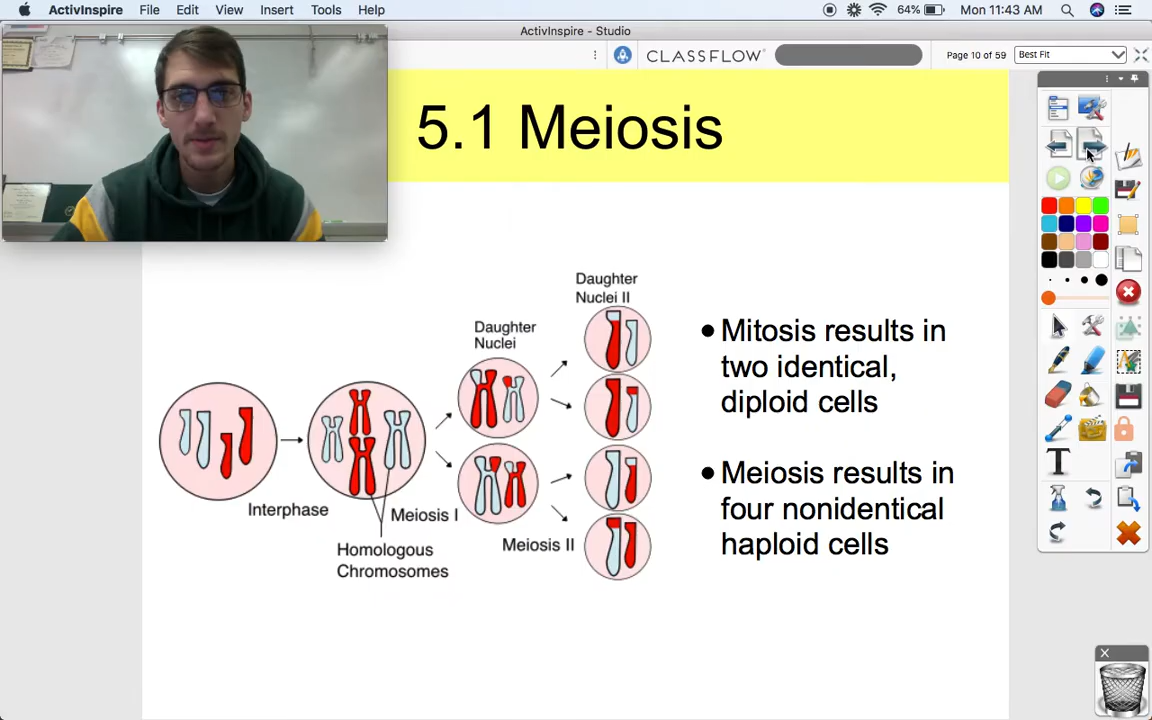 ActivInspire File Edit View Insert Tools Help 64% Mon 11:43 AM
ActivInspire - Studio
CLASSFLOW Page 10 of 59 Best Fit
5.1 Meiosis
Daughter
Nuclei II
Daughter
Nuclei
Interphase
Meiosis I
Homologous
Chromosomes
Meiosis II
• Mitosis results in
two identical,
diploid cells
• Meiosis results in
four nonidentical
haploid cells
T
X